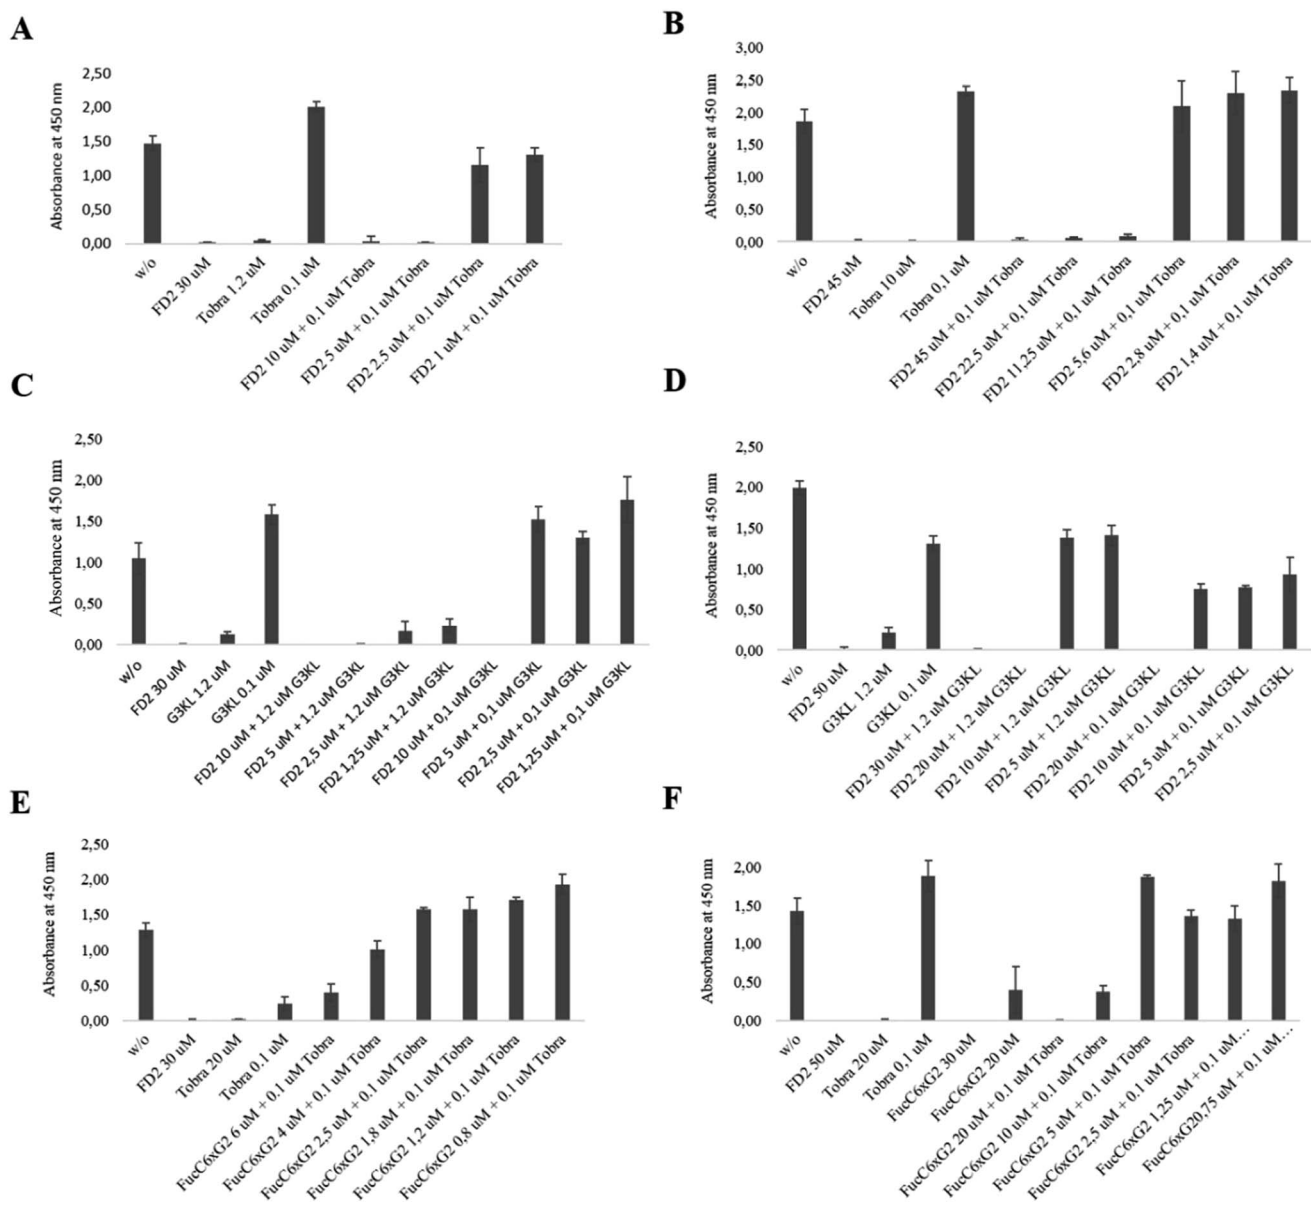 A
Absorbance at 450 nm
2,50
2,00
1,50
1,00
0,50
0,00
w/o
FD2 30 uM
Tobra 1.2 uM
Tobra 0.1 uM
FD2 10 uM + 0.1 uM Tobra
FD2 5 uM + 0.1 uM Tobra
FD2 2.5 uM + 0.1 uM Tobra
FD2 1 uM + 0.1 uM Tobra
B
Absorbance at 450 nm
3,00
2,50
2,00
1,50
1,00
0,50
0,00
w/o
FD2 45 uM
Tobra 10 uM
Tobra 0,1 uM
FD2 45 uM + 0,1 uM Tobra
FD2 22.5 uM + 0,1 uM Tobra
FD2 11,25 uM + 0,1 uM Tobra
FD2 5,6 uM + 0,1 uM Tobra
FD2 2,8 uM + 0,1 uM Tobra
FD2 1,4 uM + 0,1 uM Tobra
C
Absorbance at 450 nm
2,50
2,00
1,50
1,00
0,50
0,00
w/o
FD2 30 uM
G3KL 1.2 uM
G3KL 0.1 uM
FD2 10 uM + 1.2 uM G3KL
FD2 5 uM + 1.2 uM G3KL
FD2 2,5 uM + 1.2 uM G3KL
FD2 1,25 uM + 1.2 uM G3KL
FD2 10 uM + 0,1 uM G3KL
FD2 5 uM + 0,1 uM G3KL
FD2 2,5 uM + 0,1 uM G3KL
FD2 1,25 uM + 0,1 uM G3KL
D
Absorbance at 450 nm
2,50
2,00
1,50
1,00
0,50
0,00
w/o
FD2 50 uM
G3KL 1.2 uM
G3KL 0.1 uM
FD2 30 uM + 1.2 uM G3KL
FD2 20 uM + 1.2 uM G3KL
FD2 10 uM + 1.2 uM G3KL
FD2 5 uM + 1.2 uM G3KL
FD2 20 uM + 0.1 uM G3KL
FD2 10 uM + 0.1 uM G3KL
FD2 5 uM + 0.1 uM G3KL
FD2 2,5 uM + 0.1 uM G3KL
E
Absorbance at 450 nm
2,50
2,00
1,50
1,00
0,50
0,00
w/o
FD2 30 uM
Tobra 20 uM
Tobra 0.1 uM
FucC6xG2 6 uM + 0.1 uM Tobra
FucC6xG2 4 uM + 0.1 uM Tobra
FucC6xG2 2,5 uM + 0.1 uM Tobra
FucC6xG2 1,8 uM + 0.1 uM Tobra
FucC6xG2 1,2 uM + 0.1 uM Tobra
FucC6xG2 0,8 uM + 0.1 uM Tobra
F
Absorbance at 450 nm
2,00
1,50
1,00
0,50
0,00
w/o
FD2 50 uM
Tobra 20 uM
Tobra 0,1 uM
FucC6xG2 30 uM
FucC6xG2 20 uM
FucC6xG2 20 uM + 0.1 uM Tobra
FucC6xG2 10 uM + 0.1 uM Tobra
FucC6xG2 5 uM + 0.1 uM Tobra
FucC6xG2 2,5 uM + 0.1 uM Tobra
FucC6xG2 1,25 uM + 0.1 uM…
FucC6xG20,75 uM + 0.1 uM…